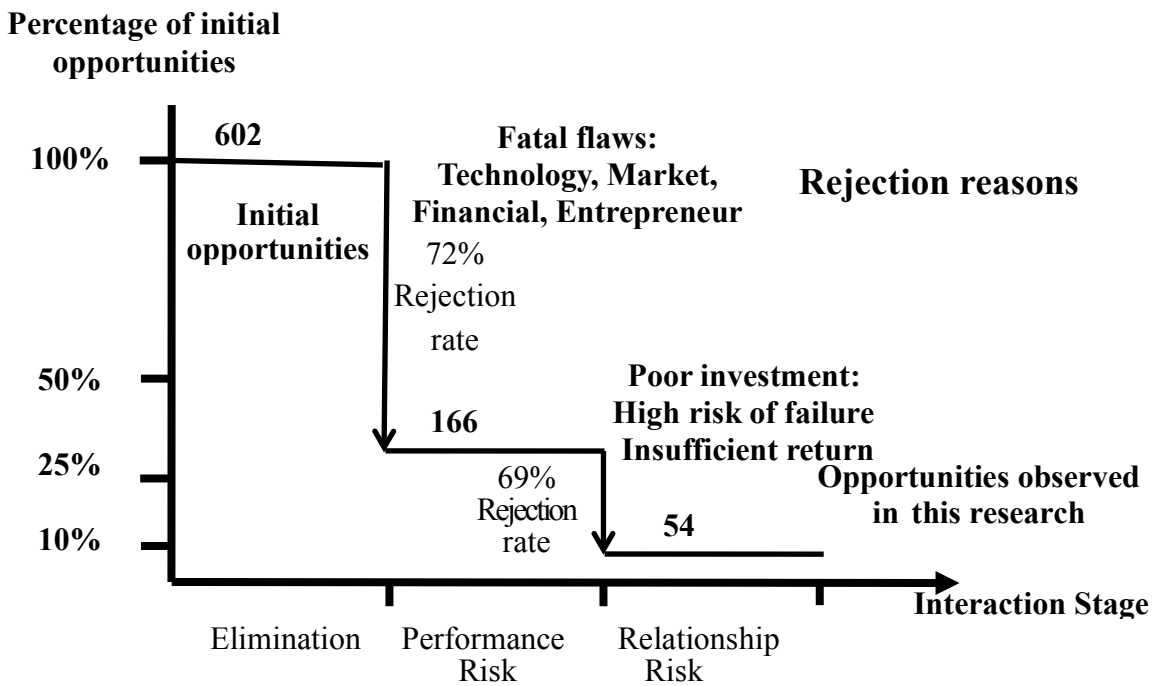 Percentage of initial
opportunities
602
100%
Fatal flaws:
Technology, Market,
Financial, Entrepreneur
Rejection reasons
Initial
opportunities
72%
Rejection
rate
50%
Poor investment:
High risk of failure
Insufficient return
166
25%
69%
Rejection
rate
Opportunities observed
in this research
54
10%
Interaction Stage
Elimination
Performance
Risk
Relationship
Risk